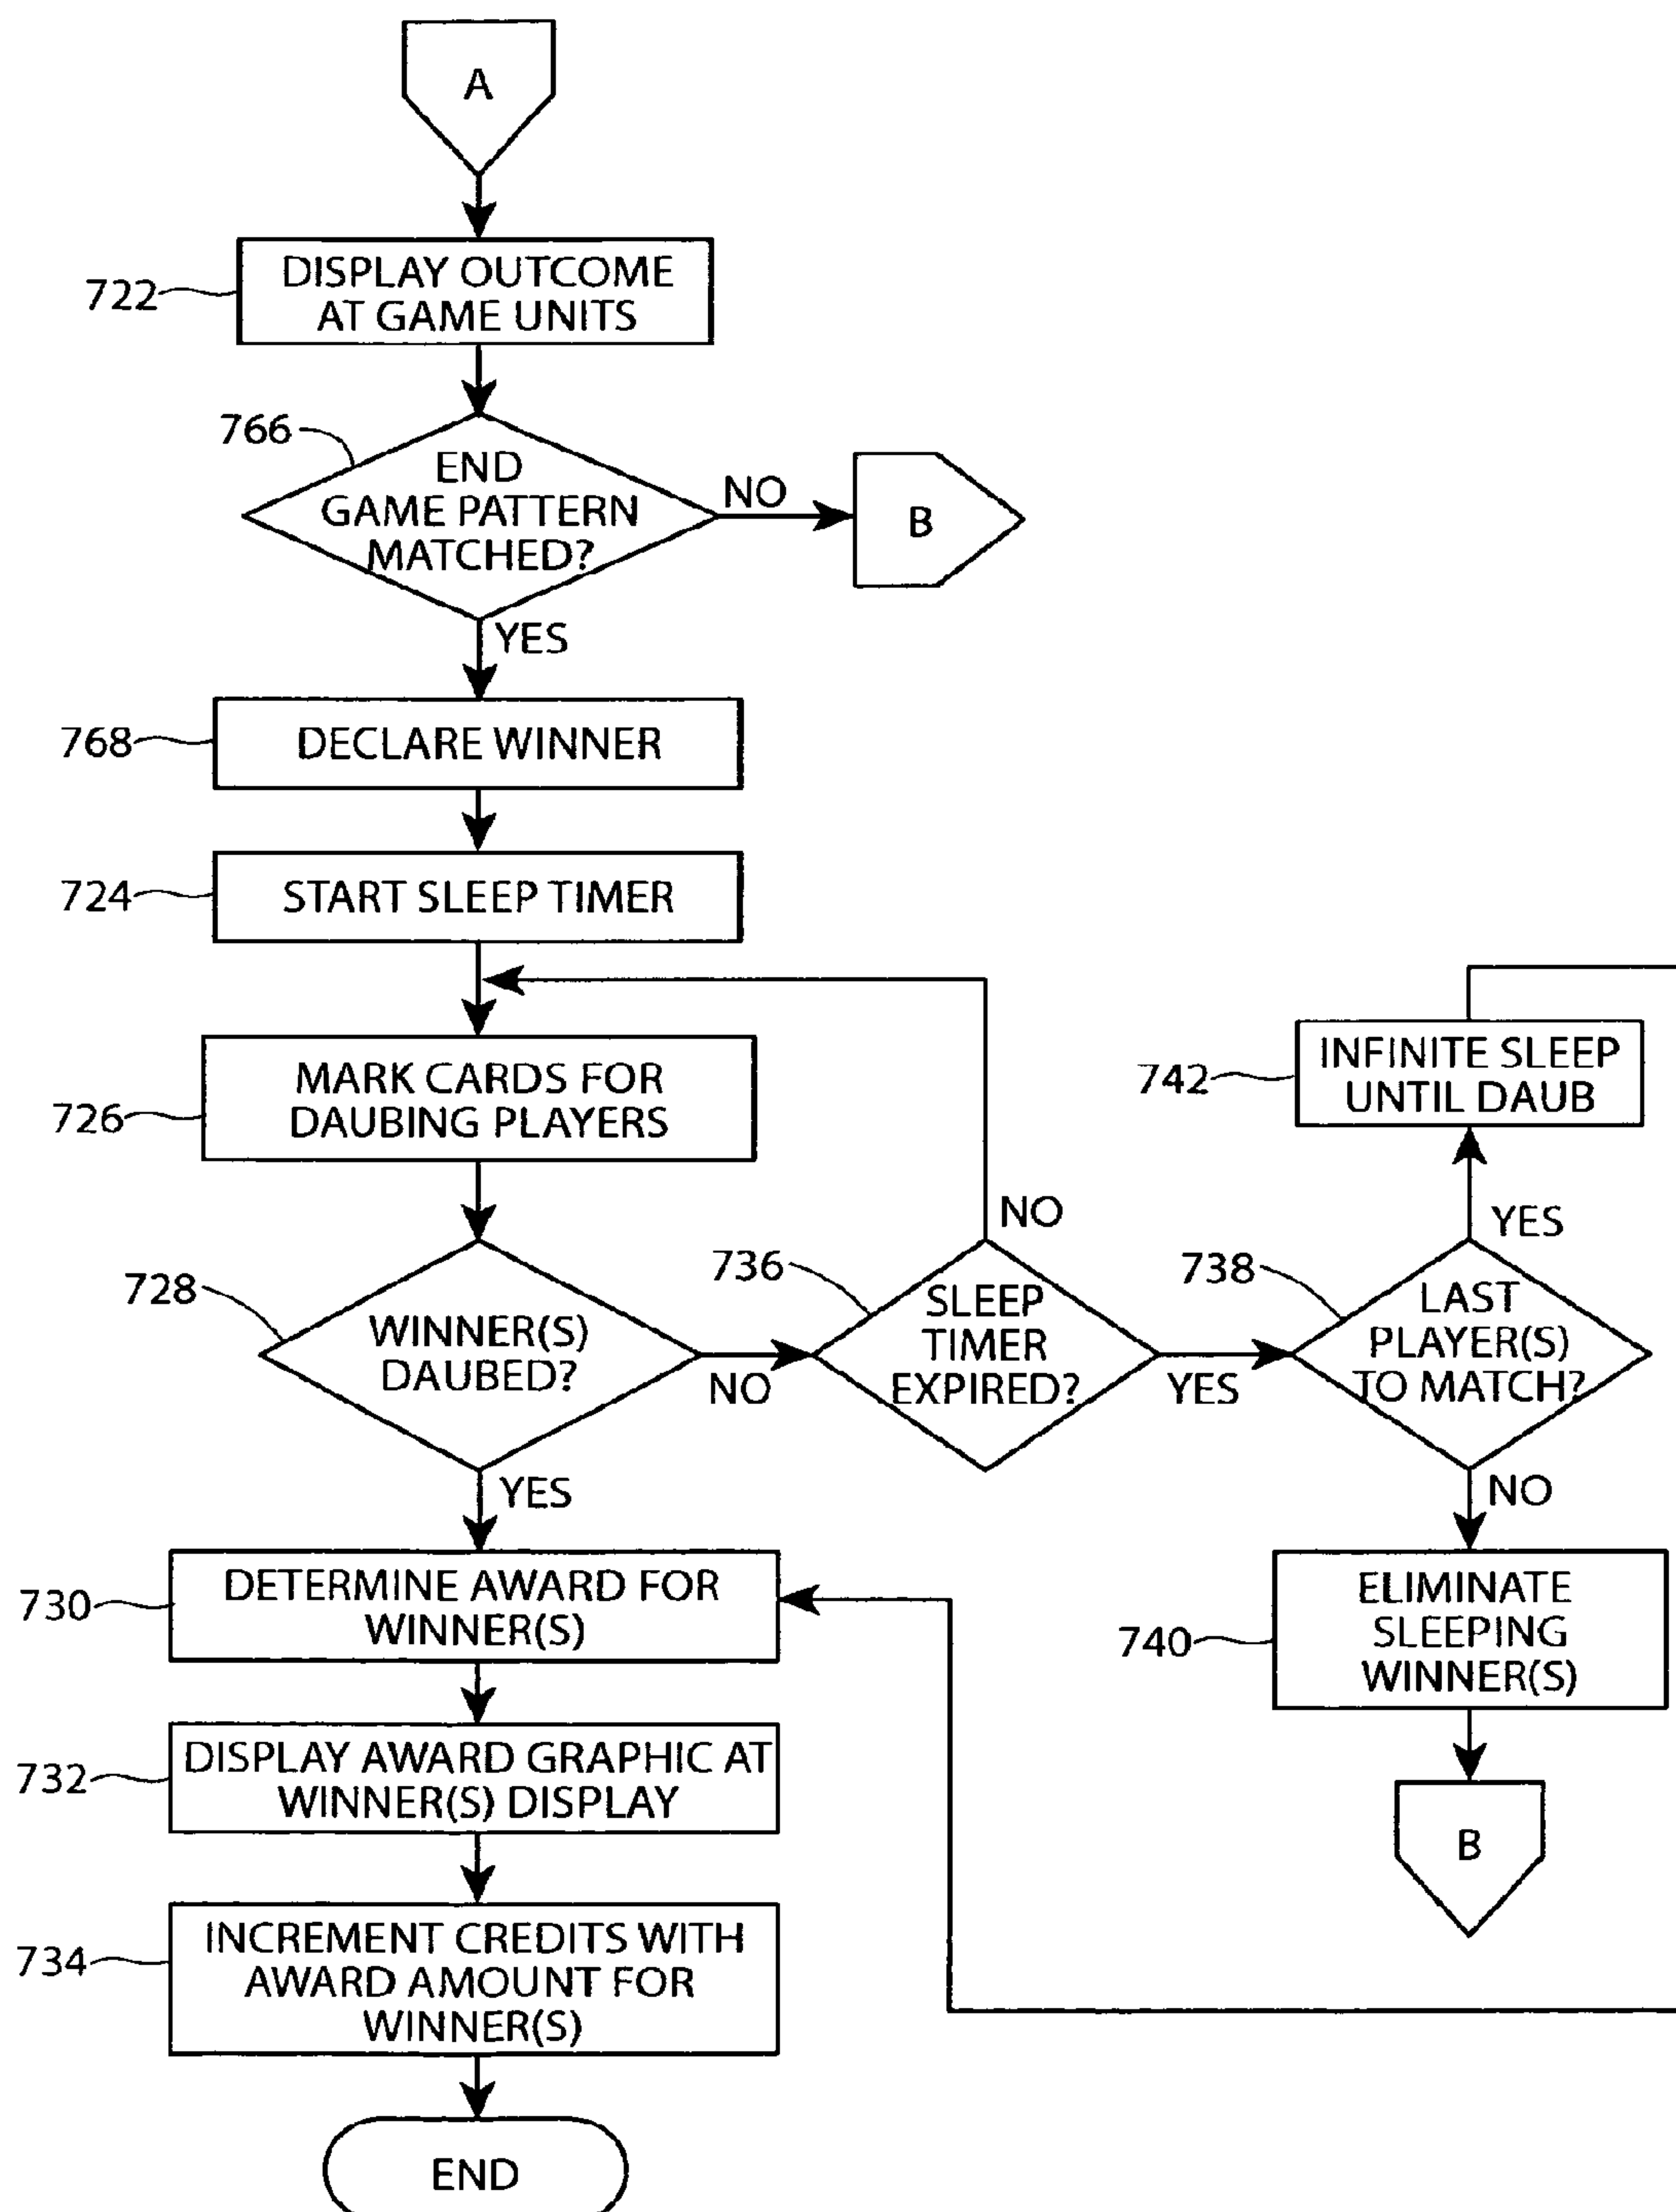 A
722
DISPLAY OUTCOME
AT GAME UNITS
766
END
GAME PATTERN
MATCHED?
NO
B
YES
768
DECLARE WINNER
724
START SLEEP TIMER
726
MARK CARDS FOR
DAUBING PLAYERS
742
INFINITE SLEEP
UNTIL DAUB
728
WINNER(S)
DAUBED?
NO
736
SLEEP
TIMER
EXPIRED?
NO
YES
738
LAST
PLAYER(S)
TO MATCH?
YES
NO
YES
730
DETERMINE AWARD FOR
WINNER(S)
740
ELIMINATE
SLEEPING
WINNER(S)
732
DISPLAY AWARD GRAPHIC AT
WINNER(S) DISPLAY
B
734
INCREMENT CREDITS WITH
AWARD AMOUNT FOR
WINNER(S)
END